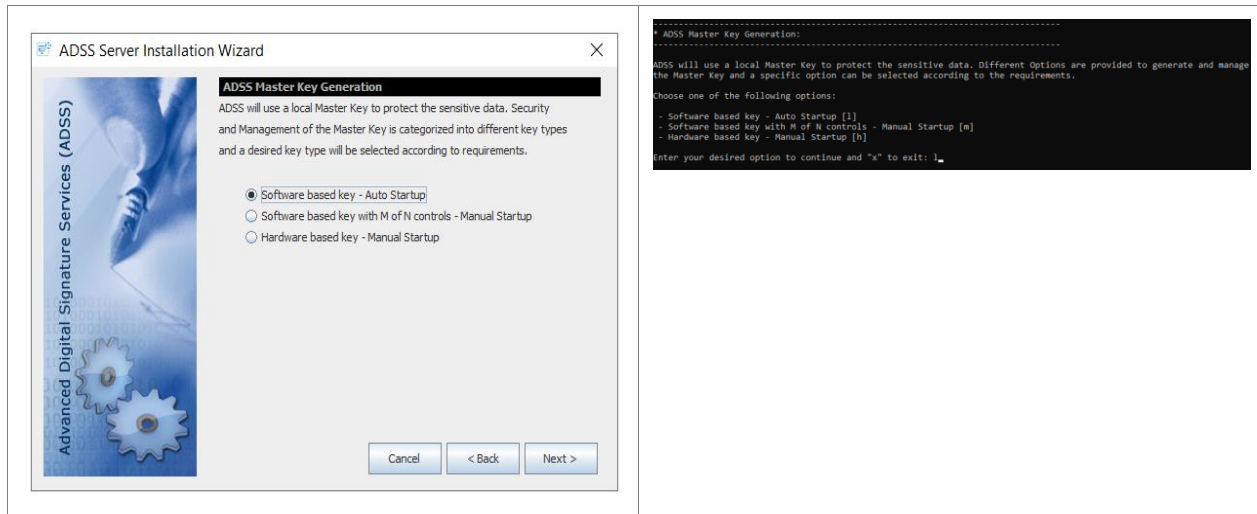 ADSS Server Installation Wizard
Advanced Digital Signature Services (ADSS)
ADSS Master Key Generation
ADSS will use a local Master Key to protect the sensitive data. Security
and Management of the Master Key is categorized into different key types
and a desired key type will be selected according to requirements.
Software based key - Auto Startup
Software based key with M of N controls - Manual Startup
Hardware based key - Manual Startup
Cancel
< Back
Next >
* ADSS Master Key Generation:
ADSS will use a local Master Key to protect the sensitive data. Different Options are provided to generate and manage
the Master Key and a specific option can be selected according to the requirements.
Choose one of the following options:
- Software based key - Auto Startup [l]
- Software based key with M of N controls - Manual Startup [m]
- Hardware based key - Manual Startup [h]
Enter your desired option to continue and "x" to exit: l_